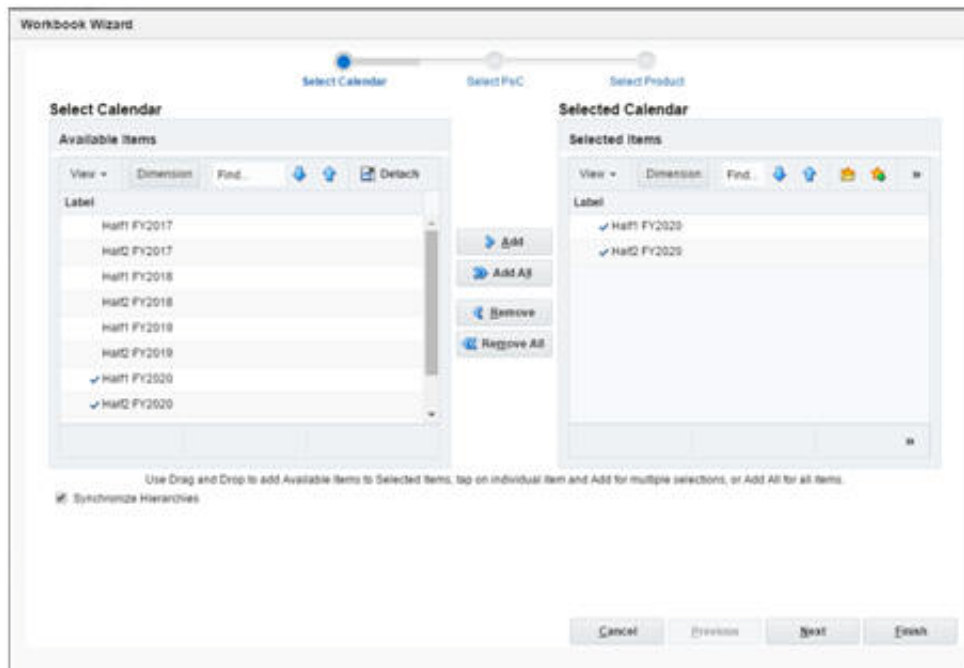 Workbook Wizard
Select Calendar
Select PoC
Select Product
Select Calendar
Selected Calendar
Available Items
Selected Items
View Dimension Find... Detach
View Dimension Find... »
Label
Label
Half1 FY2017
Half2 FY2017
Half1 FY2018
Half2 FY2018
Half1 FY2019
Half2 FY2019
Half1 FY2020
Half2 FY2020
Add
Add All
Remove
Remove All
Half1 FY2020
Half2 FY2020
»
Use Drag and Drop to add Available Items to Selected Items, tap on individual item and Add for multiple selections, or Add All for all items.
Synchronize Hierarchies
Cancel Previous Next Finish